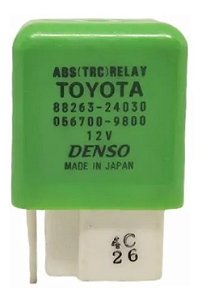 ABS(TRC)RELAY
TOYOTA
88263-24030
056700-9800
12V
DENSO
MADE IN JAPAN
4C
26